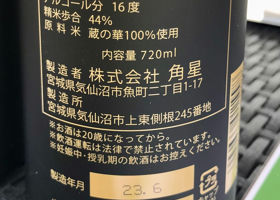 アルコール分 16度
精米歩合 44%
原料米 蔵の華100%使用
内容量 720ml
製造者 株式会社 角星
宮城県気仙沼市魚町二丁目1-17
製造所
宮城県気仙沼市上東側根245番地
※お酒は20歳になってから。
※飲酒運転は法律で禁止されています。
※妊娠中・授乳期の飲酒はお控えください。
製造年月 23.6